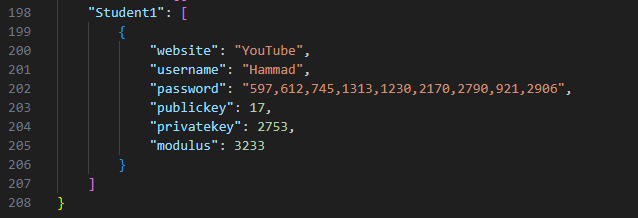 198 "Student1": [
199 {
200 "website": "YouTube",
201 "username": "Hammad",
202 "password": "597,612,745,1313,1230,2170,2790,921,2906",
203 "publickey": 17,
204 "privatekey": 2753,
205 "modulus": 3233
206 }
207 ]
208 }